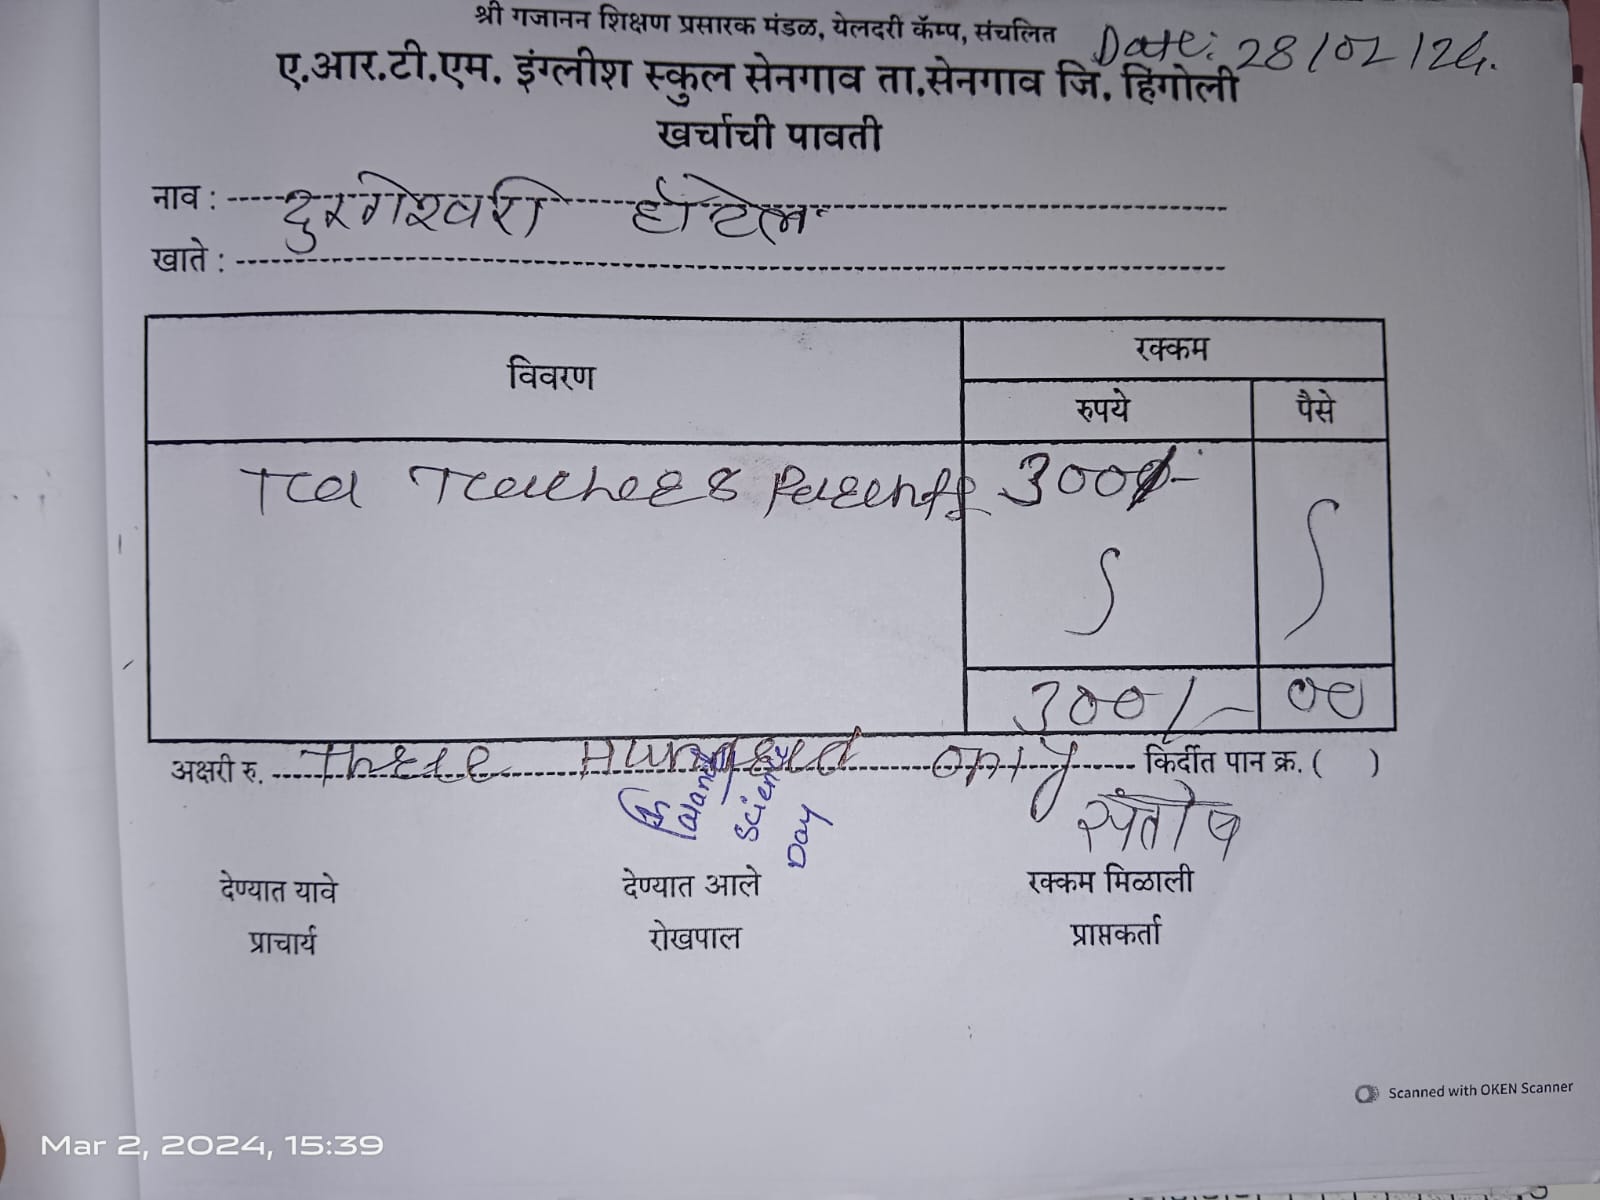 श्री गजानन शिक्षण प्रसारक मंडळ, येलदरी कॅम्प, संचलित
Date: 28/02/24.
ए.आर.टी.एम. इंग्लीश स्कुल सेनगाव ता.सेनगाव जि. हिंगोली
खर्चाची पावती
नाव : दुरगेश्वरी हॉटेल
खाते :
विवरण रक्कम
रुपये पैसे
Tea Teachers Parents 300/-
300/- 00
अक्षरी रु. Three Hundred only किर्दीत पान क्र. ( )
Science
Day
संतोष
देण्यात यावे देण्यात आले रक्कम मिळाली
प्राचार्य रोखपाल प्राप्तकर्ता
Scanned with OKEN Scanner
Mar 2, 2024, 15:39